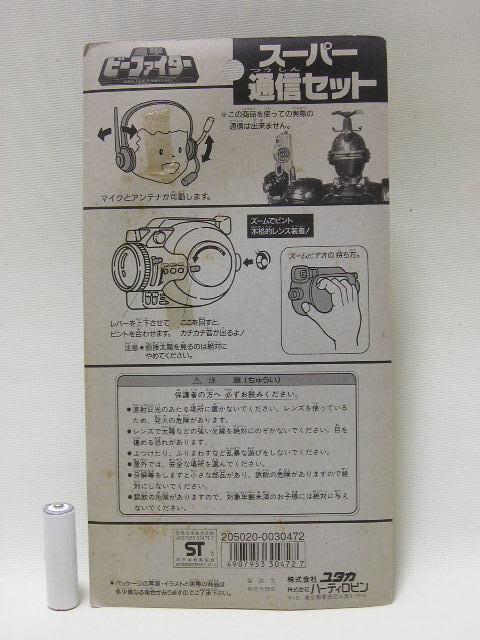 重甲
ビーファイター
スーパー
つうしん
通信セット
※この商品を使っての実際の
通信は出来ません。
マイクとアンテナが可動します。
ズームでピント
本格的レンズ装着!
ズームビデオの持ち方。
レバーを上下させて
ピントを合わせます。
ここを回すと、
カチカチ音が出るよ!
注意★直接太陽を見るのは絶対に
やめてください。
⚠ 注 意 (ちゅうい)
保護者の方へ 必ずお読みください。
●直射日光のあたる場所に置かないでください。レンズを使っている
ため、発火の危険があります。
●レンズで太陽などの強い光線を絶対にのぞかないでください。目を
傷める恐れがあります。
●ぶつけたり、ふりまわすなど乱暴な遊びをしないでください。
●屋外では、安全な場所を選んでください。
●分解等をしますと小さな部品があり、誤飲の危険がありますので絶
対にしないでください。
●誤飲の危険がありますので、対象年齢未満のお子様には絶対に与え
ないでください。
ST
205020-0030472
4907953 30472 7
●パッケージの写真・イラストと実際の商品は
多少異なる場合がありますのでご了承下さい。
製造元
株式会社 ユタカ
株式会社 ハーティロビン